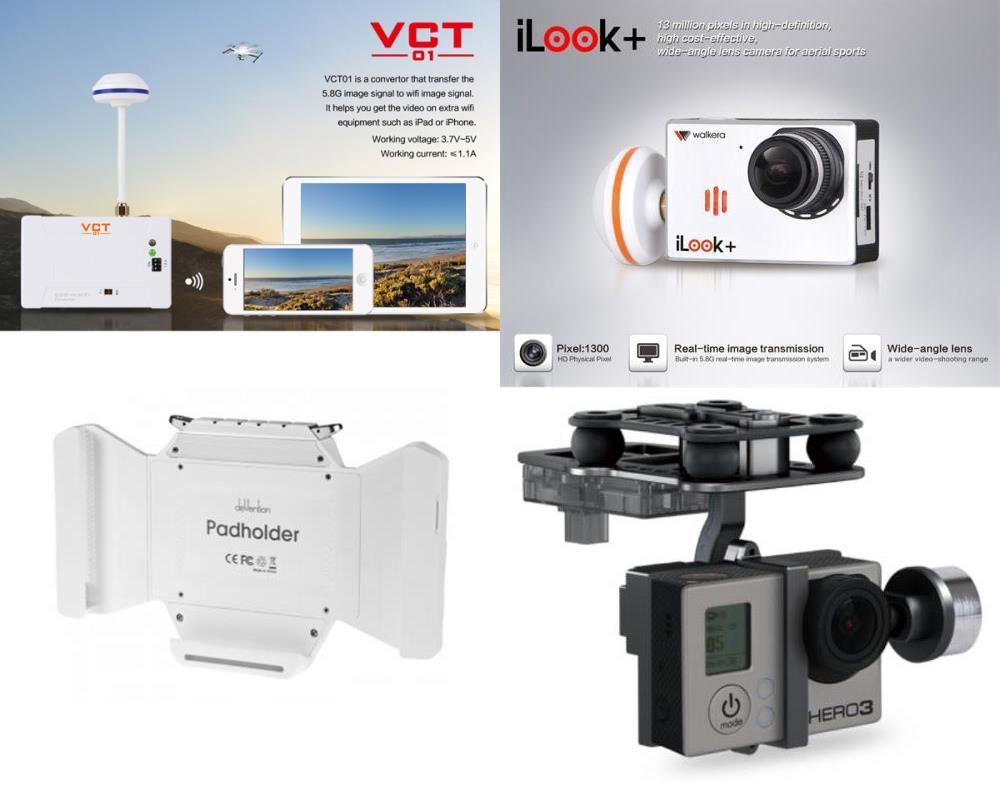 VCT
01
VCT01 is a convertor that transfer the
5.8G image signal to wifi image signal.
It helps you get the video on extra wifi
equipment such as iPad or iPhone.
Working voltage: 3.7V~5V
Working current: ≤1.1A
VCT
01
iLook+
13 million pixels in high-definition,
high cost-effective,
wide-angle lens camera for aerial sports
walkera
iLook+
Pixel:1300
HD Physical Pixel
Real-time image transmission
Built-in 5.8G real-time image transmission system
Wide-angle lens
a wider video-shooting range
devention
Padholder
CE FC
HERO3
mode